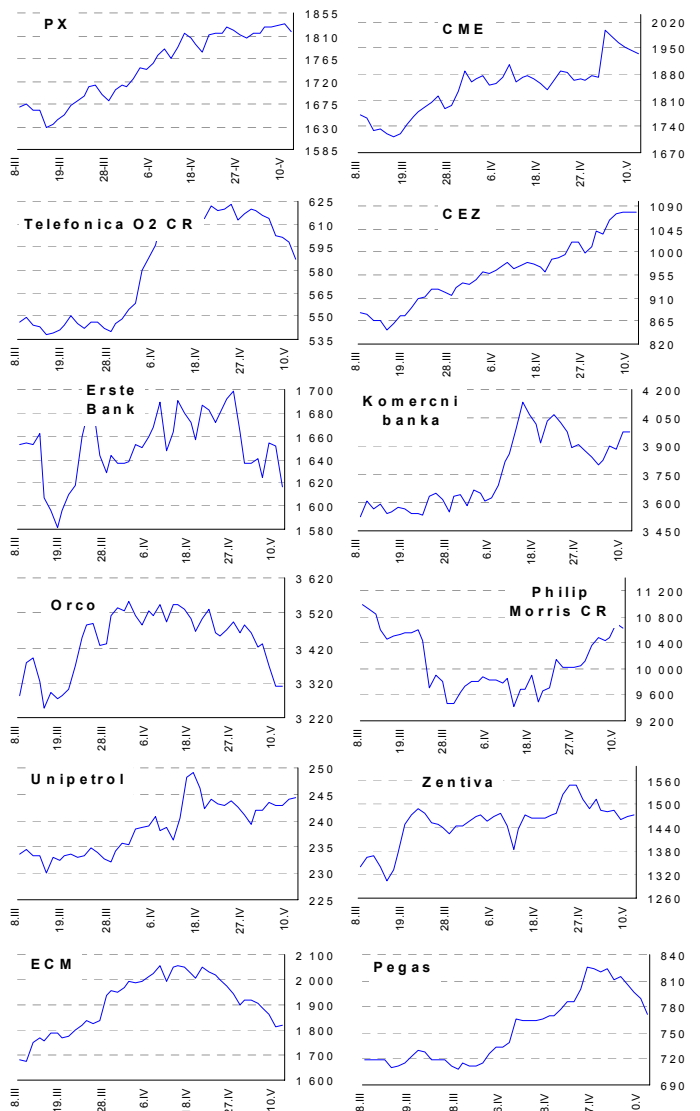 PX
1855
1810
1765
1720
1675
1630
1585
8-III 19-III 28-III 6-IV 18-IV 27-IV 10-V
CME
2020
1950
1880
1810
1740
1670
8.III 19.III 28.III 6.IV 18.IV 27.IV 10.V
Telefonica O2 CR
625
610
595
580
565
550
535
8.III 19.III 28.III 6.IV 18.IV 27.IV 10.V
CEZ
1090
1045
1000
955
910
865
820
8.III 19.III 28.III 6.IV 18.IV 27.IV 10.V
Erste
Bank
1 700
1 680
1 660
1 640
1 620
1 600
1 580
8.III 19.III 28.III 6.IV 18.IV 27.IV 10.V
Komercni
banka
4 200
4 050
3 900
3 750
3 600
3 450
8.III 19.III 28.III 6.IV 18.IV 27.IV 10.V
Orco
3 620
3 520
3 420
3 320
3 220
8.III 19.III 28.III 6.IV 18.IV 27.IV 10.V
Philip
Morris CR
11 200
10 800
10 400
10 000
9 600
9 200
8.III 19.III 28.III 6.IV 18.IV 27.IV 10.V
Unipetrol
250
245
240
235
230
225
8.III 19.III 28.III 6.IV 18.IV 27.IV 10.V
Zentiva
1560
1500
1440
1380
1320
1260
8.III 19.III 28.III 6.IV 18.IV 27.IV 10.V
ECM
2 100
2 000
1 900
1 800
1 700
1 600
8.III 19.III 28.III 6.IV 18.IV 27.IV 10.V
Pegas
840
810
780
750
720
690
8.III 9.III 8.III 6.IV 8.IV 7.IV 0.V